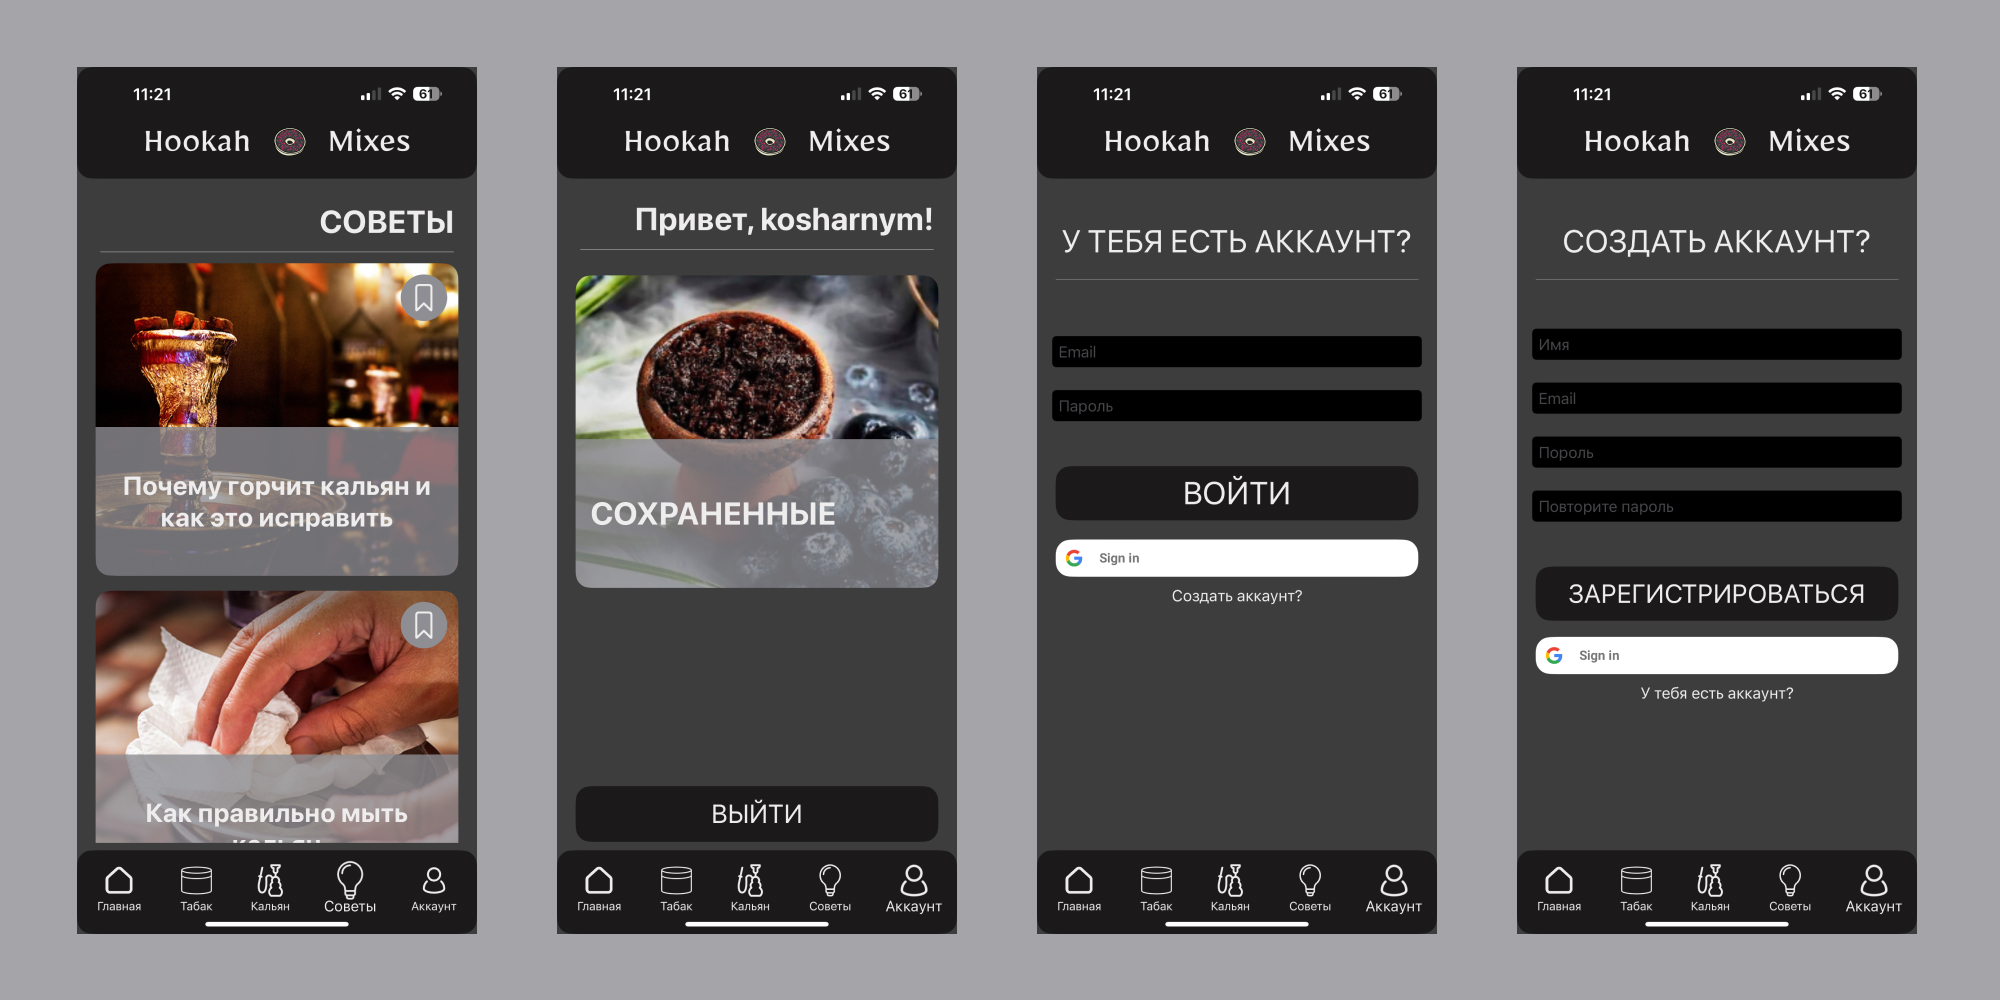 11:21
61
Hookah Mixes
СОВЕТЫ
Почему горчит кальян и
как это исправить
Как правильно мыть
кальян
Главная Табак Кальян Советы Аккаунт
11:21
61
Hookah Mixes
Привет, kosharnym!
СОХРАНЕННЫЕ
ВЫЙТИ
Главная Табак Кальян Советы Аккаунт
11:21
61
Hookah Mixes
У ТЕБЯ ЕСТЬ АККАУНТ?
Email
Пароль
ВОЙТИ
Sign in
Создать аккаунт?
Главная Табак Кальян Советы Аккаунт
11:21
61
Hookah Mixes
СОЗДАТЬ АККАУНТ?
Имя
Email
Пороль
Повторите пароль
ЗАРЕГИСТРИРОВАТЬСЯ
Sign in
У тебя есть аккаунт?
Главная Табак Кальян Советы Аккаунт